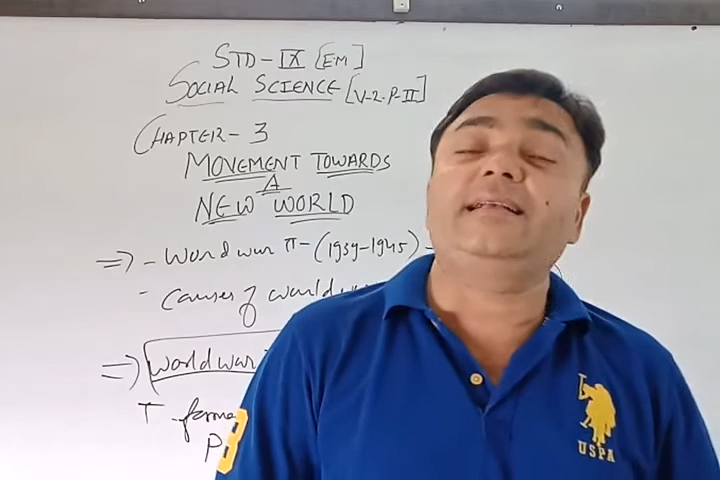 STD - IX [E.M]
SOCIAL SCIENCE [V-2. P-II]
CHAPTER - 3
MOVEMENT TOWARDS
A
NEW WORLD
⇒ - World war II - (1939-1945) -
- Causes of world
⇒ World war
P
3
USPA